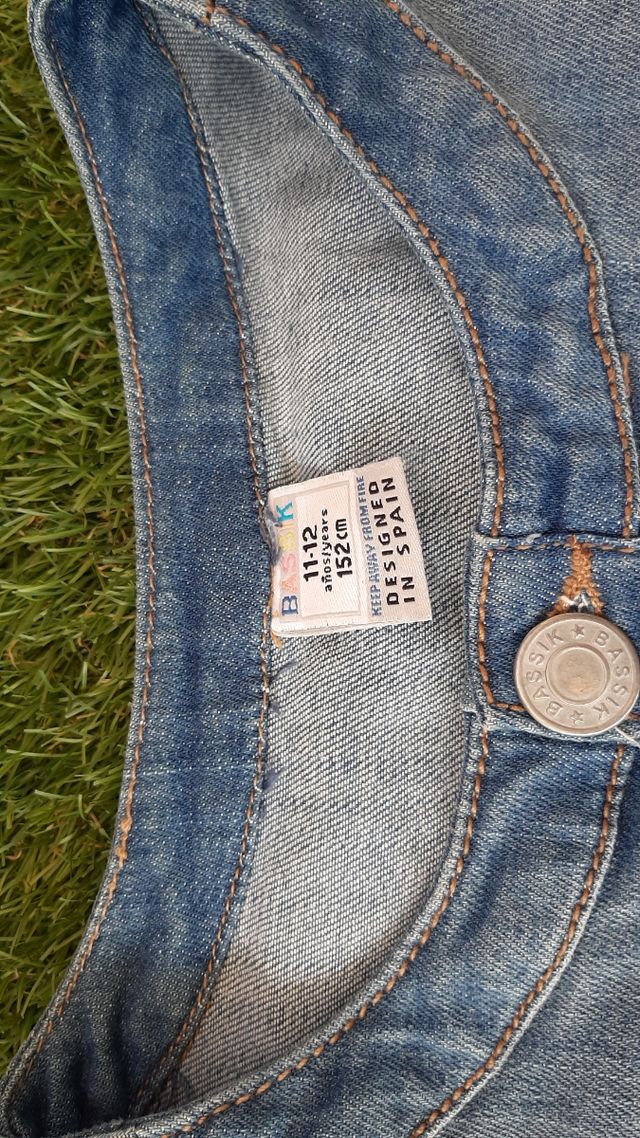 BASSIK
11-12
años/years
152cm
KEEP AWAY FROM FIRE
DESIGNED
IN SPAIN
BASSIK ★ BASSIK ★